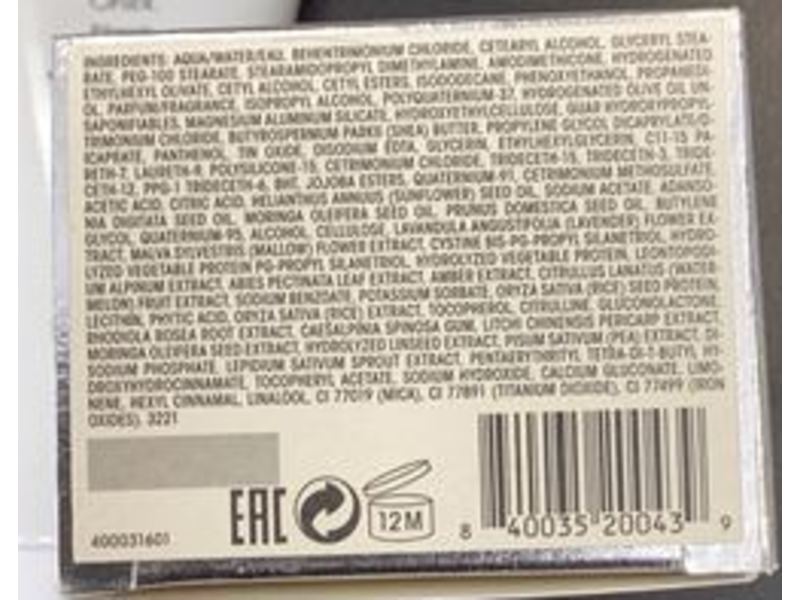 INGREDIENTS: AQUA/WATER/EAU, BEHENTRIMONIUM CHLORIDE, CETEARYL ALCOHOL, GLYCERYL STEA-
RATE, PEG-100 STEARATE, STEARAMIDOPROPYL DIMETHYLAMINE, AMODIMETHICONE, HYDROGENATED
ETHYLHEXYL OLIVATE, CETYL ALCOHOL, CETYL ESTERS, ISODODECANE, PHENOXYETHANOL, PROPANEDI-
OL, PARFUM/FRAGRANCE, ISOPROPYL ALCOHOL, POLYQUATERNIUM-37, HYDROGENATED OLIVE OIL UN-
SAPONIFIABLES, MAGNESIUM ALUMINUM SILICATE, HYDROXYETHYLCELLULOSE, GUAR HYDROXYPROPYL-
TRIMONIUM CHLORIDE, BUTYROSPERMUM PARKII (SHEA) BUTTER, PROPYLENE GLYCOL DICAPRYLATE/D-
ICAPRATE, PANTHENOL, TIN OXIDE, DISODIUM EDTA, GLYCERIN, ETHYLHEXYLGLYCERIN, C11-15 PA-
RETH-7, LAURETH-9, POLYSILICONE-15, CETRIMONIUM CHLORIDE, TRIDECETH-15, TRIDECETH-3, TRIDE-
CETH-12, PPG-1 TRIDECETH-6, BHT, JOJOBA ESTERS, QUATERNIUM-91, CETRIMONIUM METHOSULFATE,
ACETIC ACID, CITRIC ACID, HELIANTHUS ANNUUS (SUNFLOWER) SEED OIL, SODIUM ACETATE, ADANSO-
NIA DIGITATA SEED OIL, MORINGA OLEIFERA SEED OIL, PRUNUS DOMESTICA SEED OIL, BUTYLENE
GLYCOL, QUATERNIUM-95, ALCOHOL, CELLULOSE, LAVANDULA ANGUSTIFOLIA (LAVENDER) FLOWER EX-
TRACT, MALVA SYLVESTRIS (MALLOW) FLOWER EXTRACT, CYSTINE BIS-PG-PROPYL SILANETRIOL, HYDRO-
LYZED VEGETABLE PROTEIN PG-PROPYL SILANETRIOL, HYDROLYZED VEGETABLE PROTEIN, LEONTOPODI-
UM ALPINUM EXTRACT, ABIES PECTINATA LEAF EXTRACT, AMBER EXTRACT, CITRULLUS LANATUS (WATER-
MELON) FRUIT EXTRACT, SODIUM BENZOATE, POTASSIUM SORBATE, ORYZA SATIVA (RICE) SEED PROTEIN,
LECITHIN, PHYTIC ACID, ORYZA SATIVA (RICE) EXTRACT, TOCOPHEROL, CITRULLINE, GLUCONOLACTONE,
RHODIOLA ROSEA ROOT EXTRACT, CAESALPINIA SPINOSA GUM, LITCHI CHINENSIS PERICARP EXTRACT,
MORINGA OLEIFERA SEED EXTRACT, HYDROLYZED LINSEED EXTRACT, PISUM SATIVUM (PEA) EXTRACT, DI-
SODIUM PHOSPHATE, LEPIDIUM SATIVUM SPROUT EXTRACT, PENTAERYTHRITYL TETRA-DI-T-BUTYL HY-
DROXYHYDROCINNAMATE, TOCOPHERYL ACETATE, SODIUM HYDROXIDE, CALCIUM GLUCONATE, LIMO-
NENE, HEXYL CINNAMAL, LINALOOL, CI 77019 (MICA), CI 77891 (TITANIUM DIOXIDE), CI 77499 (IRON
OXIDES). 3221
EAC
12M
400031601
8 40035 20043 9